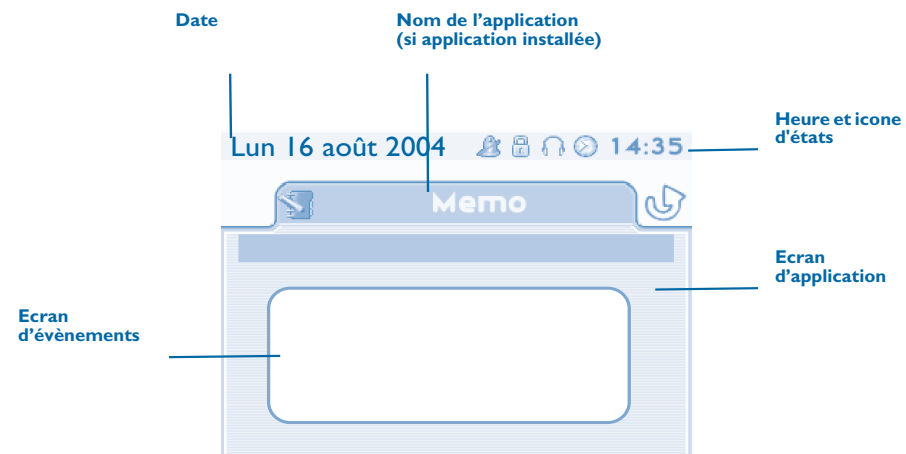 Date
Nom de l’application
(si application installée)
Heure et icone
d'états
Lun 16 août 2004
14:35
Memo
Ecran
d’application
Ecran
d’évènements